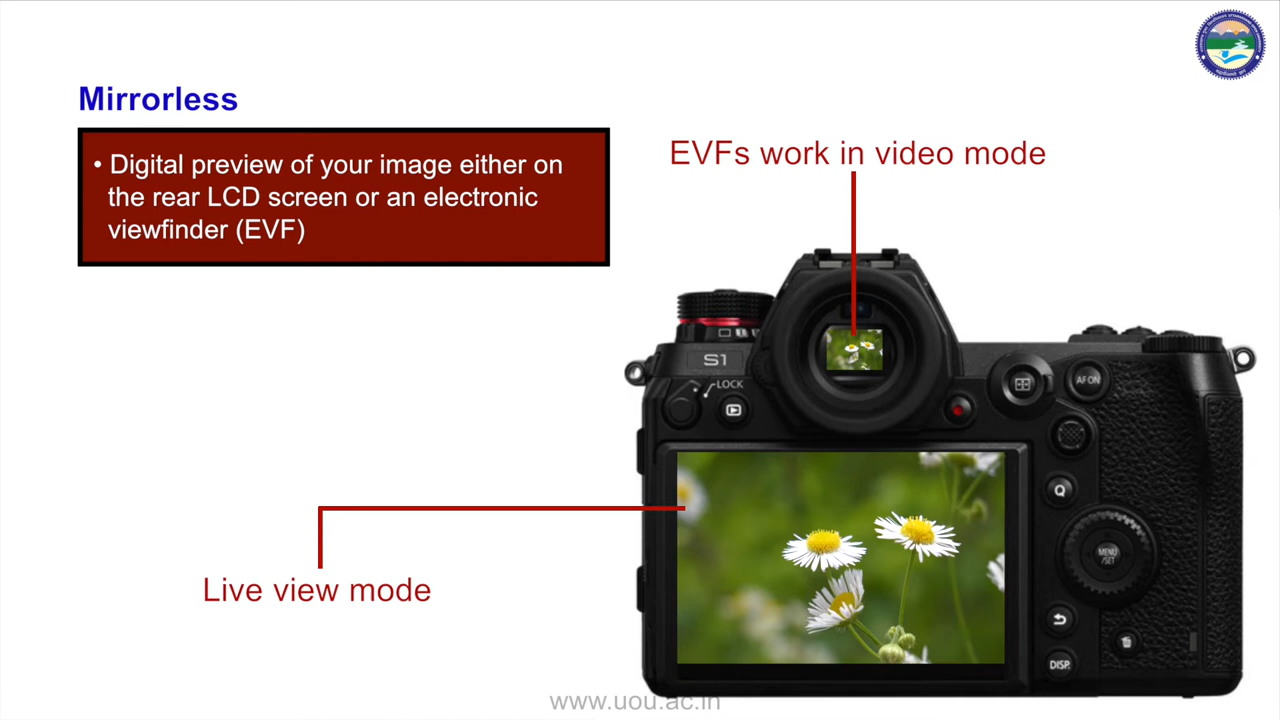 Mirrorless
• Digital preview of your image either on
the rear LCD screen or an electronic
viewfinder (EVF)
EVFs work in video mode
S1
LOCK
AF ON
Q
MENU
/SET
DISP.
Live view mode
www.uou.ac.in